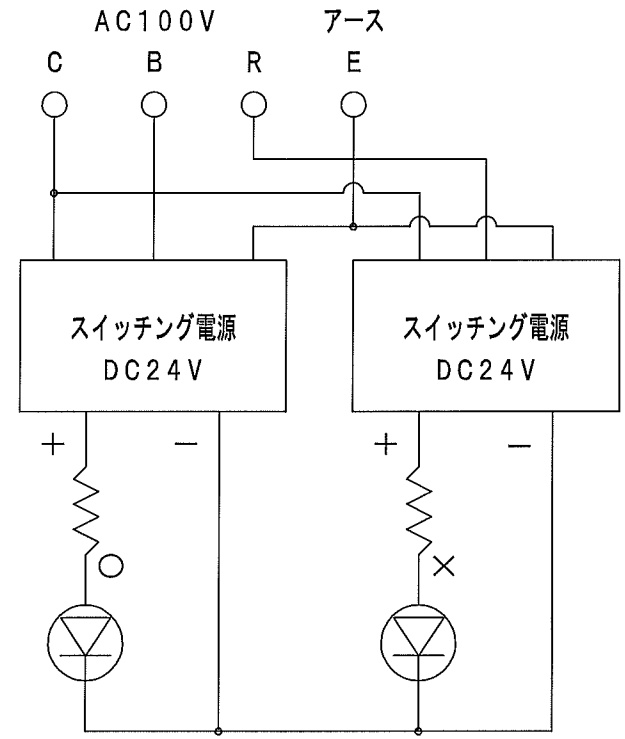 AC100V アース
C B R E
スイッチング電源 スイッチング電源
DC24V DC24V
+ − + −
○ ×